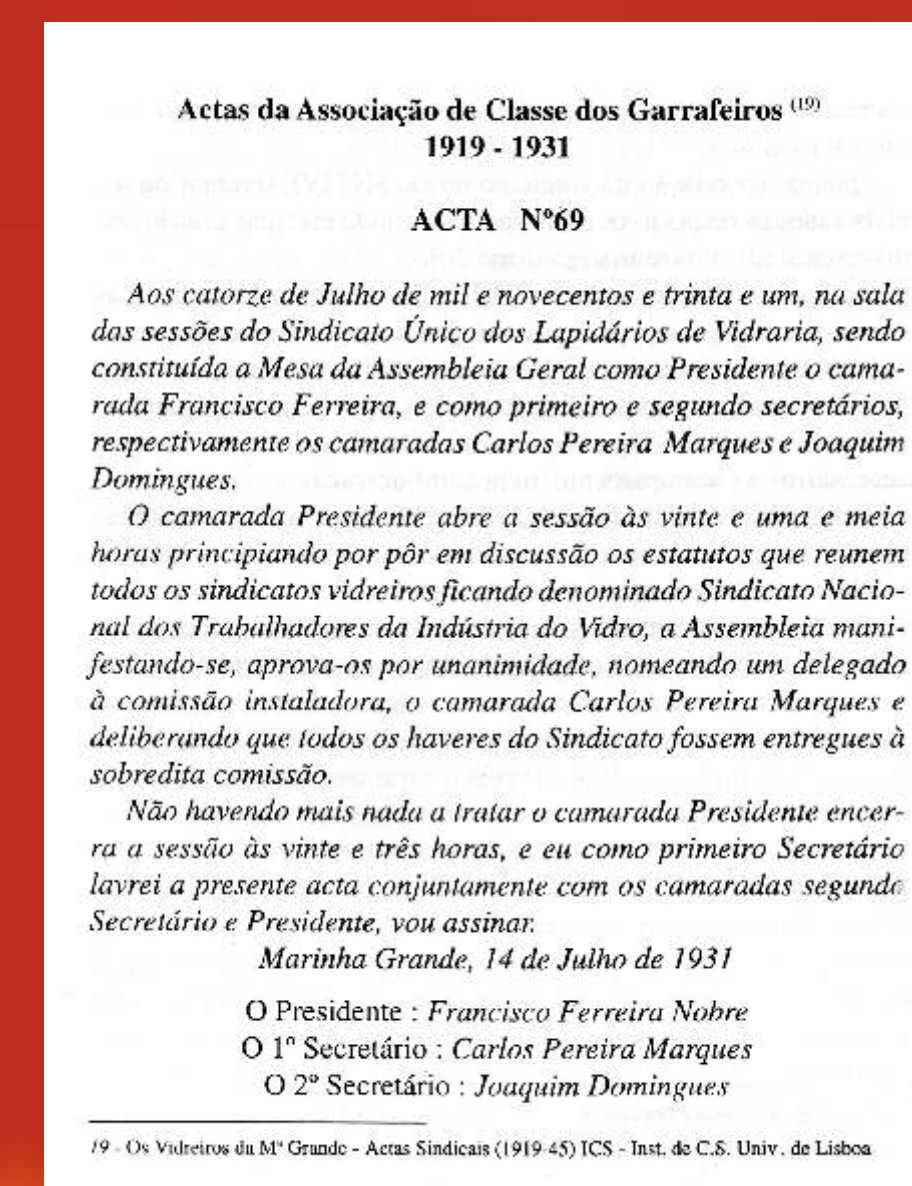 Actas da Associação de Classe dos Garrafeiros (19)
1919 - 1931
ACTA Nº69
Aos catorze de Julho de mil e novecentos e trinta e um, na sala
das sessões do Sindicato Único dos Lapidários de Vidraria, sendo
constituída a Mesa da Assembleia Geral como Presidente o cama-
rada Francisco Ferreira, e como primeiro e segundo secretários,
respectivamente os camaradas Carlos Pereira Marques e Joaquim
Domingues.
O camarada Presidente abre a sessão às vinte e uma e meia
horas principiando por pôr em discussão os estatutos que reunem
todos os sindicatos vidreiros ficando denominado Sindicato Nacio-
nal dos Trabalhadores da Indústria do Vidro, a Assembleia mani-
festando-se, aprova-os por unanimidade, nomeando um delegado
à comissão instaladora, o camarada Carlos Pereira Marques e
deliberando que todos os haveres do Sindicato fossem entregues à
sobredita comissão.
Não havendo mais nada a tratar o camarada Presidente encer-
ra a sessão às vinte e três horas, e eu como primeiro Secretário
lavrei a presente acta conjuntamente com os camaradas segundo
Secretário e Presidente, vou assinar.
Marinha Grande, 14 de Julho de 1931
O Presidente : Francisco Ferreira Nobre
O 1º Secretário : Carlos Pereira Marques
O 2º Secretário : Joaquim Domingues
19 - Os Vidreiros da Mª Grande - Actas Sindicais (1919-45) ICS - Inst. de C.S. Univ. de Lisboa